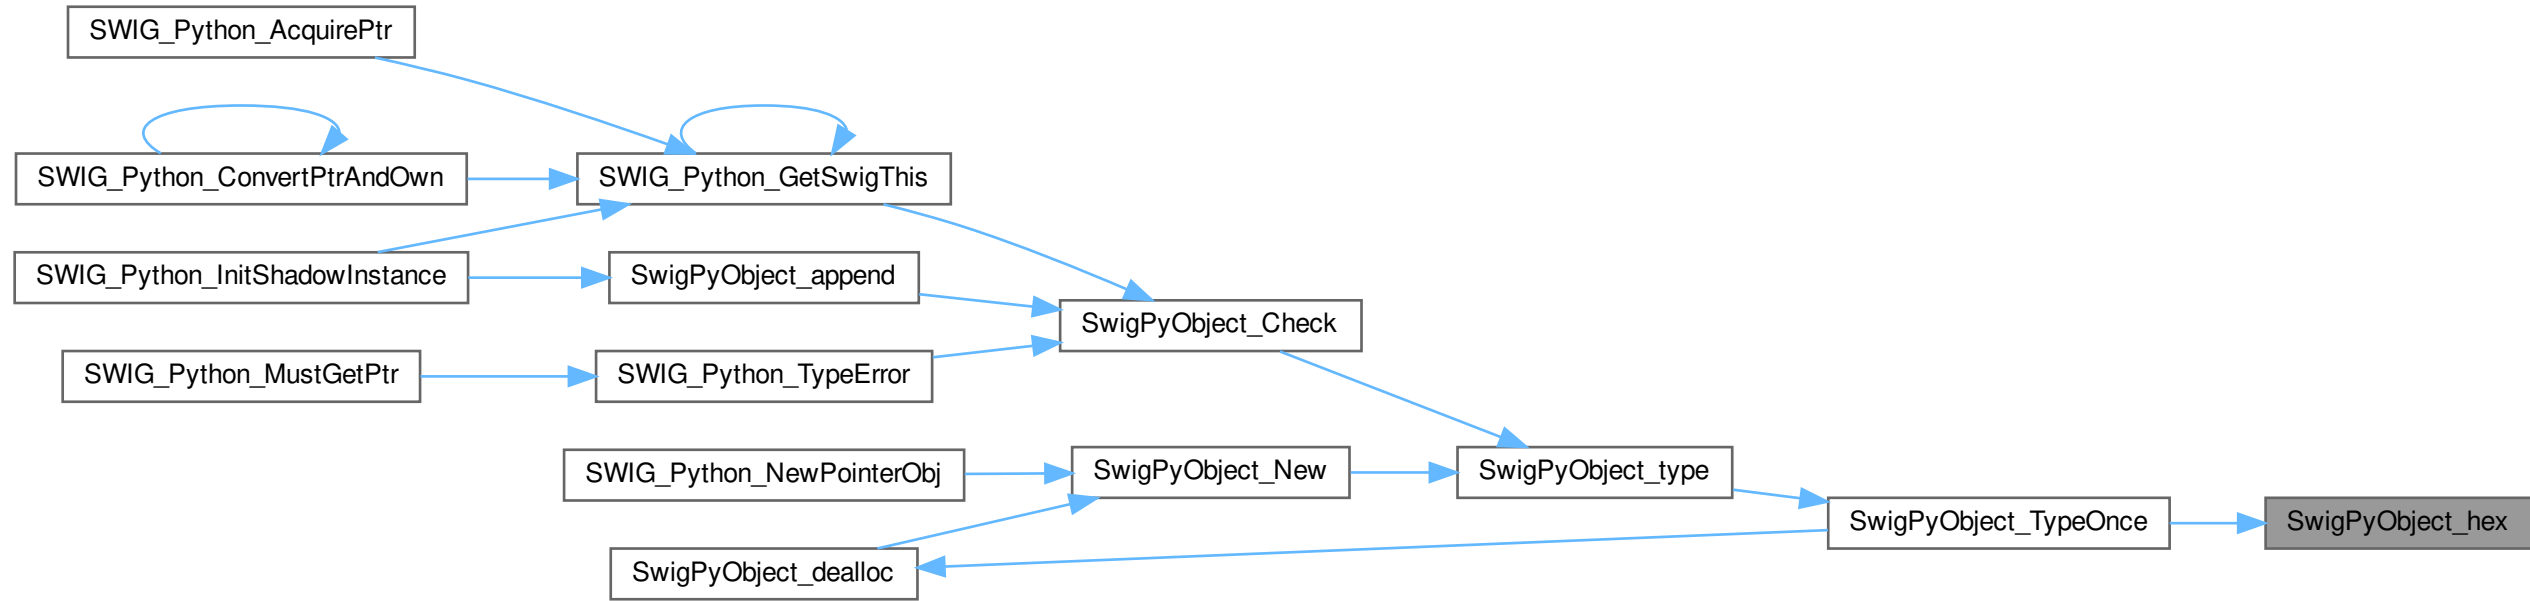 SWIG_Python_AcquirePtr
SWIG_Python_ConvertPtrAndOwn
SWIG_Python_GetSwigThis
SWIG_Python_InitShadowInstance
SwigPyObject_append
SwigPyObject_Check
SWIG_Python_MustGetPtr
SWIG_Python_TypeError
SWIG_Python_NewPointerObj
SwigPyObject_New
SwigPyObject_type
SwigPyObject_TypeOnce
SwigPyObject_hex
SwigPyObject_dealloc